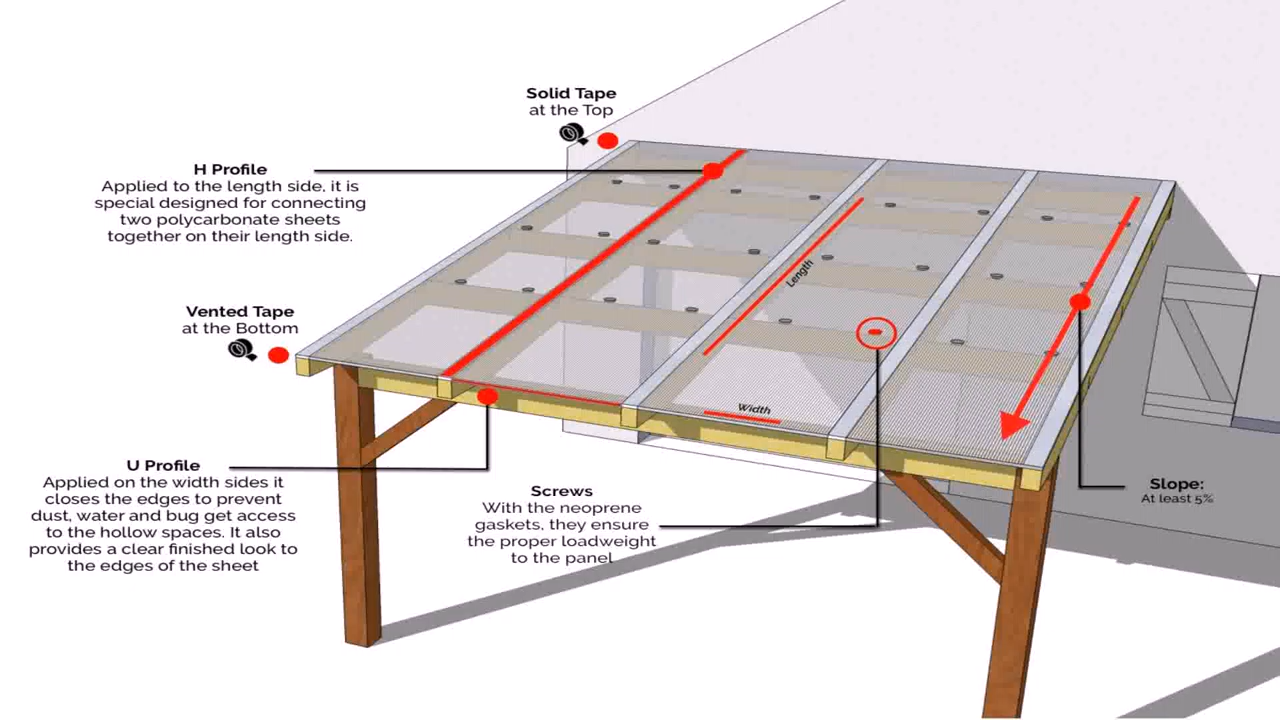 Solid Tape
at the Top
H Profile
Applied to the length side, it is
special designed for connecting
two polycarbonate sheets
together on their length side.
Vented Tape
at the Bottom
Length
Width
U Profile
Applied on the width sides it
closes the edges to prevent
dust, water and bug get access
to the hollow spaces. It also
provides a clear finished look to
the edges of the sheet
Screws
With the neoprene
gaskets, they ensure
the proper loadweight
to the panel
Slope:
At least 5%